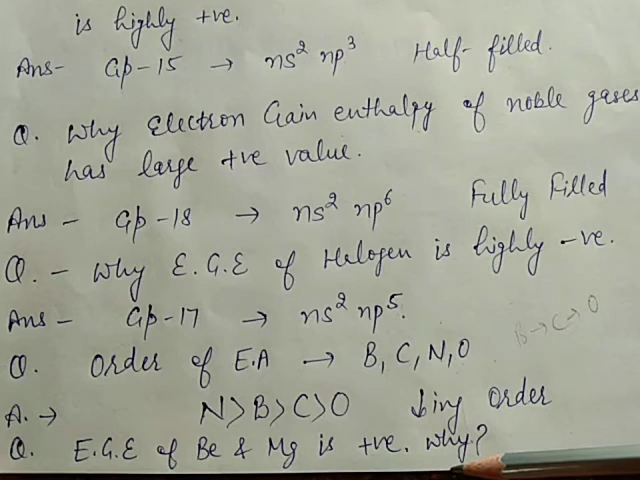 is highly +ve.
Ans- Gp-15 → ns² np³ Half-filled.
Q. Why Electron Gain enthalpy of noble gases
has large +ve value.
Ans - Gp-18 → ns² np⁶ Fully Filled
Q. - Why E.G.E of Halogen is highly -ve.
Ans - Gp-17 → ns² np⁵.
B→C→O
Q. Order of E.A → B, C, N, O
A. → N>B>C>O ↓ing order
Q. E.G.E of Be & Mg is +ve. Why?